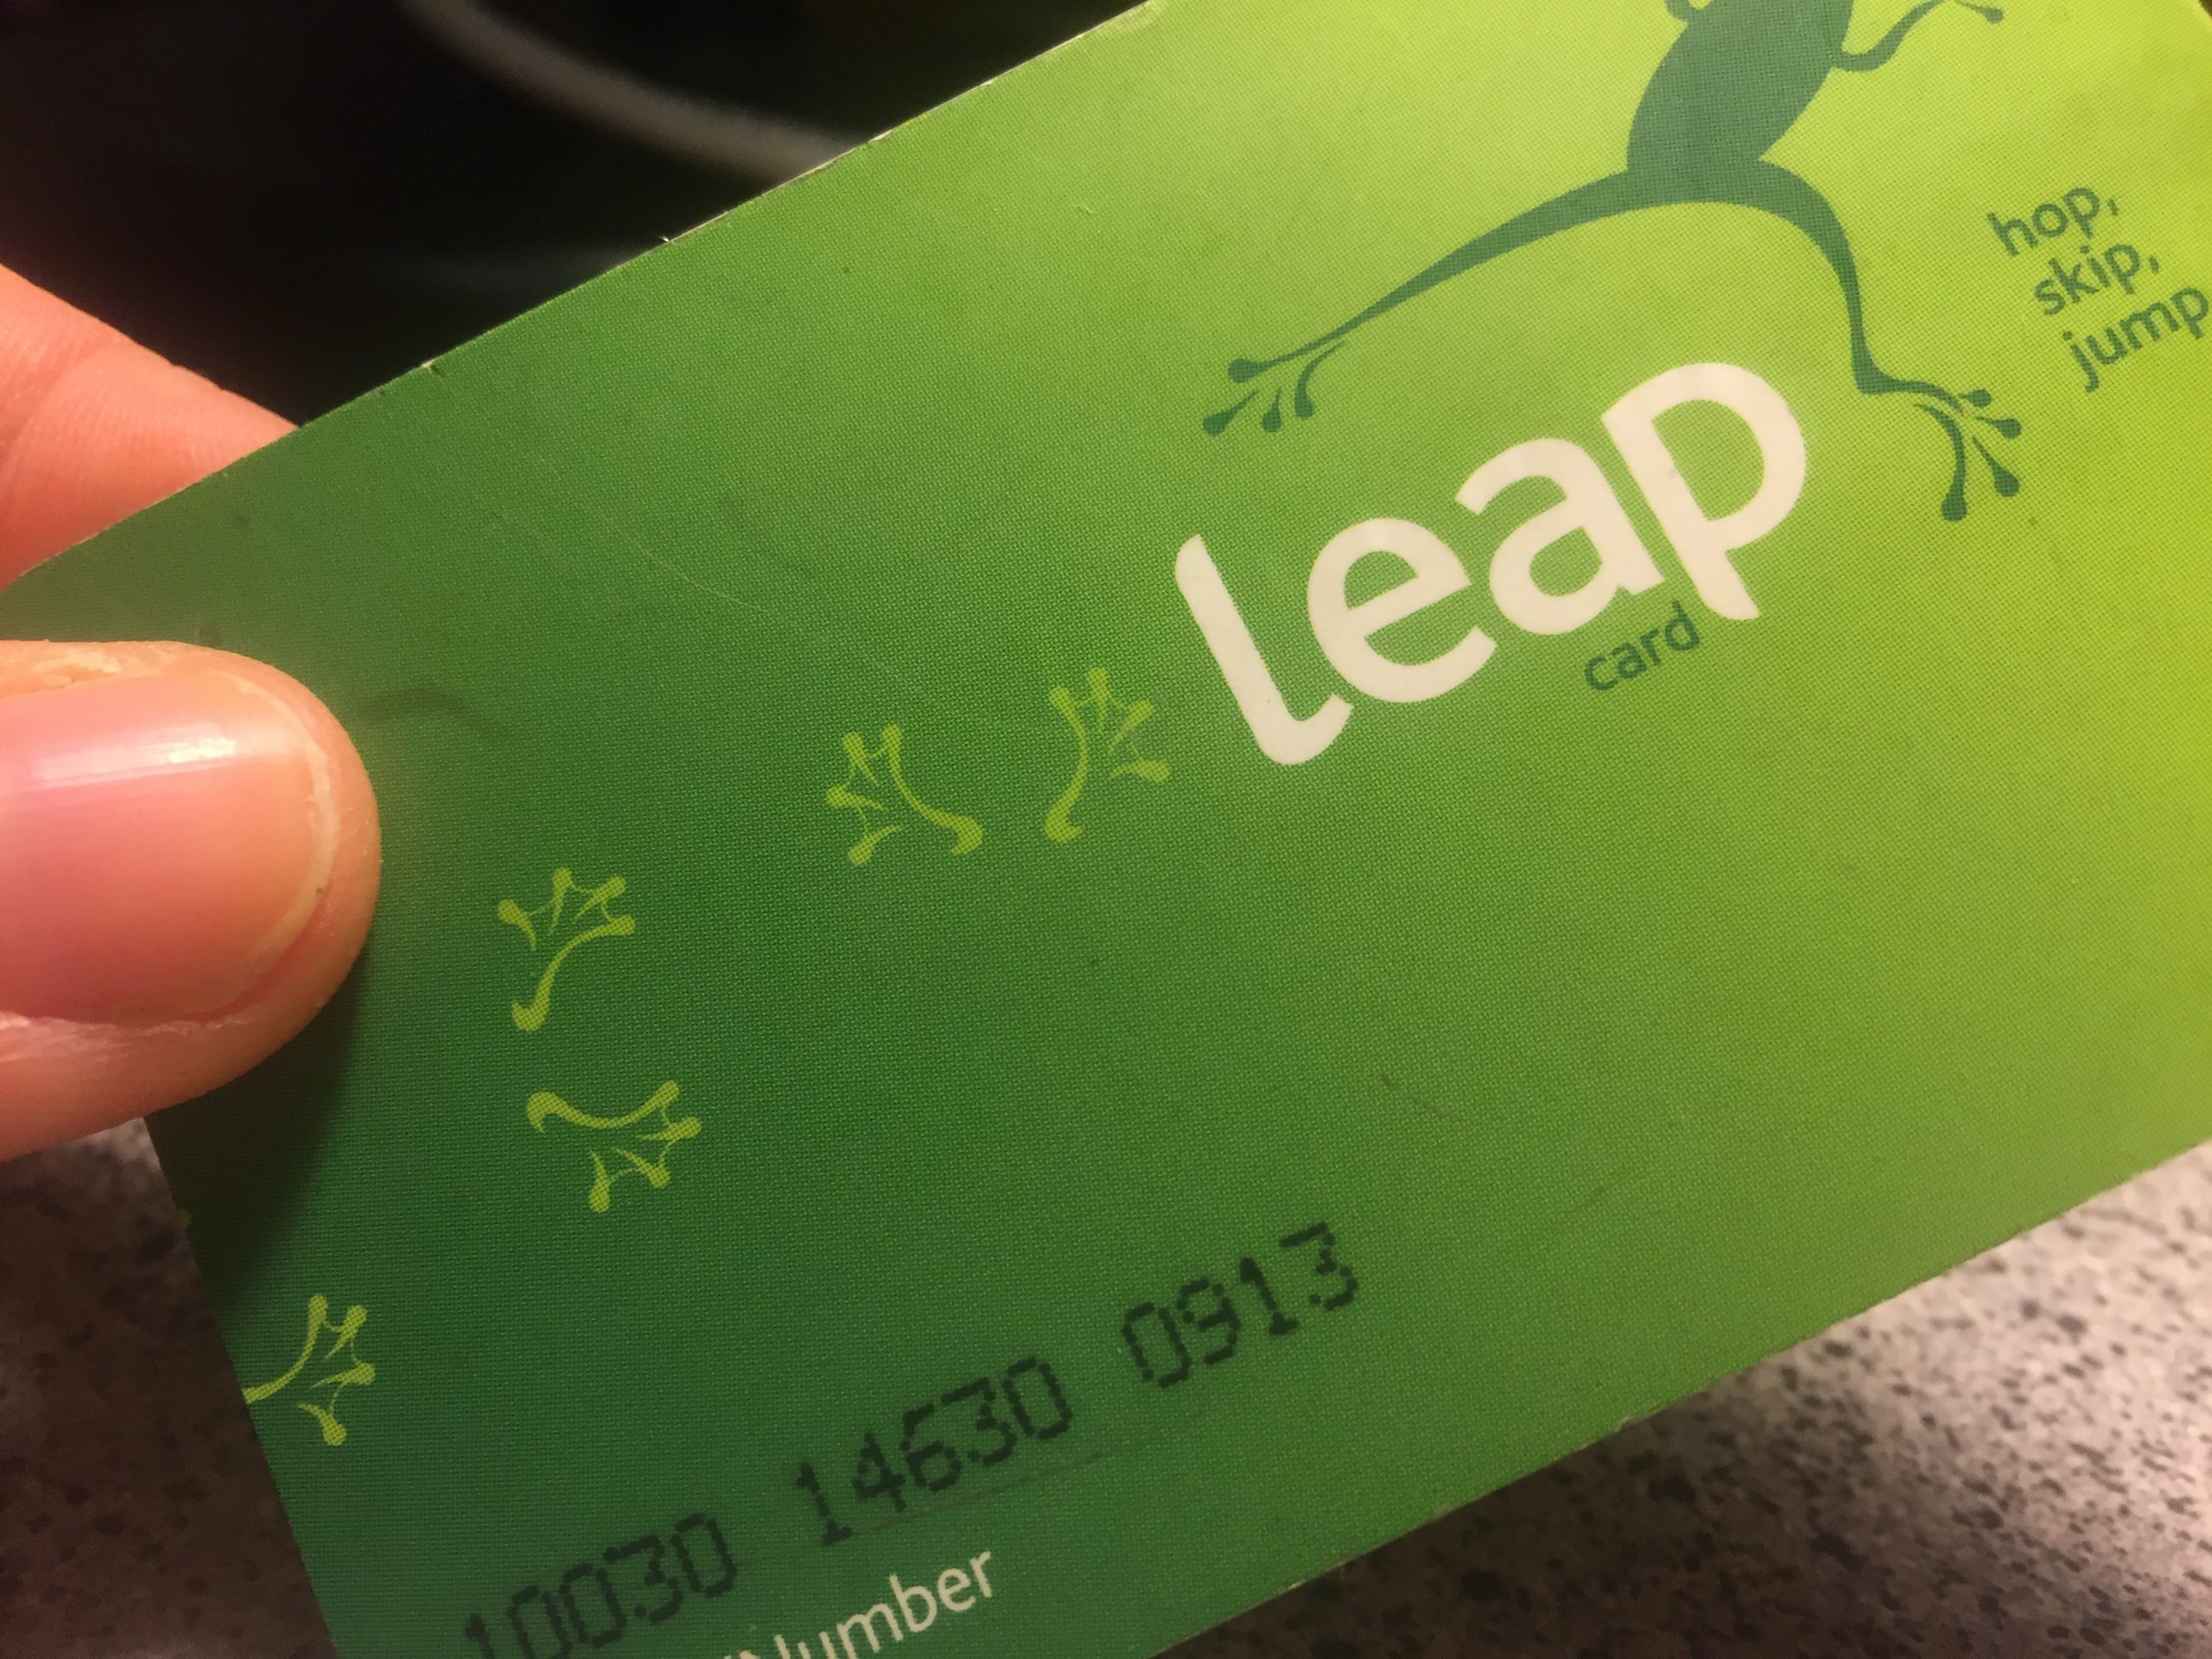 hop,
skip,
jump
leap
card
10030 14630 0913
Number